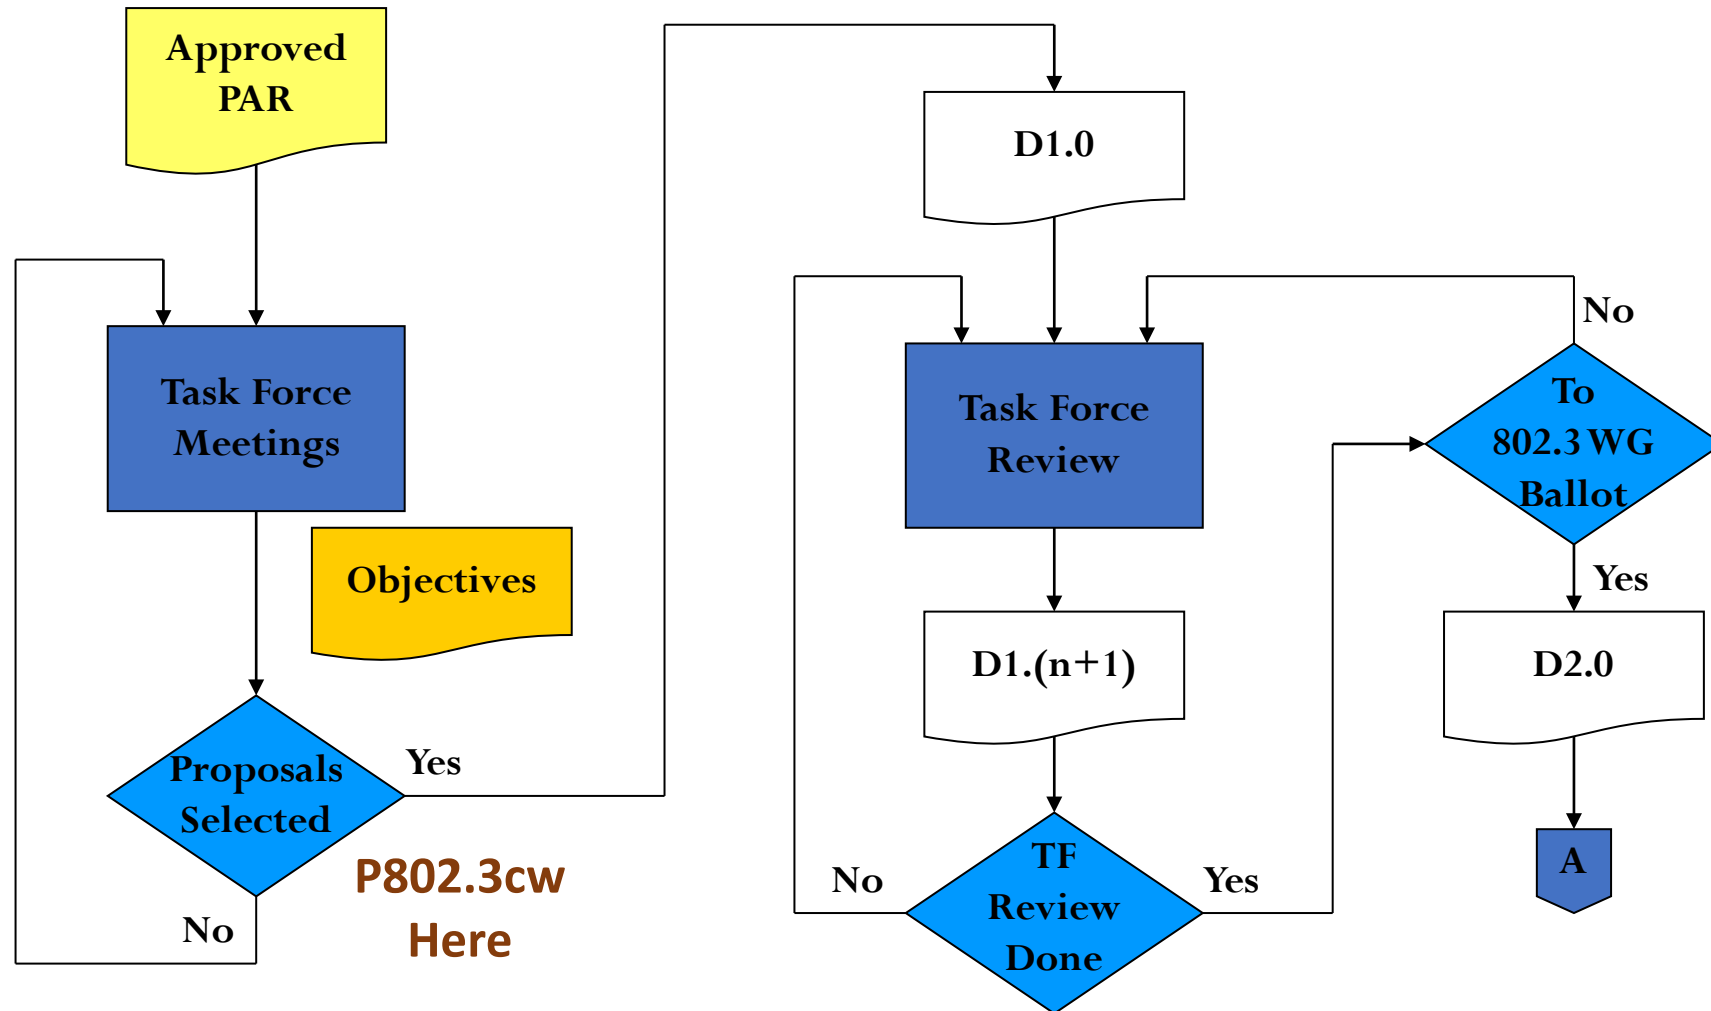 Approved
PAR
Task Force
Meetings
Objectives
Proposals
Selected
Yes
No
P802.3cw
Here
D1.0
Task Force
Review
D1.(n+1)
TF
Review
Done
No
Yes
To
802.3 WG
Ballot
No
Yes
D2.0
A